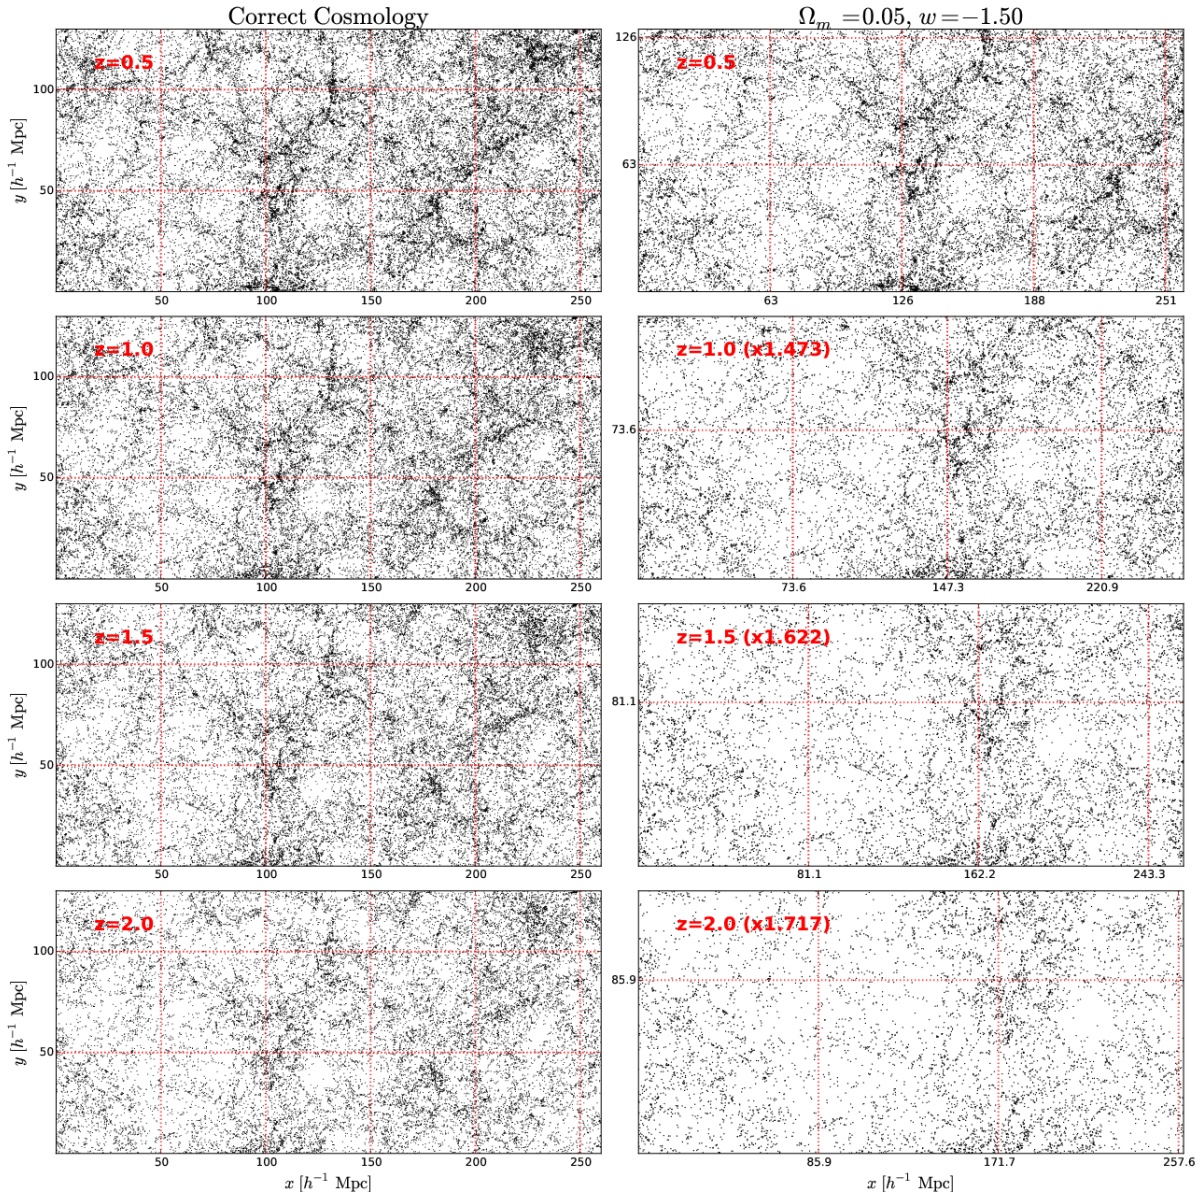 Correct Cosmology
Ωₘ =0.05, w=−1.50
z=0.5
100
50
y [h⁻¹ Mpc]
50 100 150 200 250
z=0.5
126
63
63 126 188 251
z=1.0
100
50
y [h⁻¹ Mpc]
50 100 150 200 250
z=1.0 (x1.473)
73.6
73.6 147.3 220.9
z=1.5
100
50
y [h⁻¹ Mpc]
50 100 150 200 250
z=1.5 (x1.622)
81.1
81.1 162.2 243.3
z=2.0
100
50
y [h⁻¹ Mpc]
50 100 150 200 250
x [h⁻¹ Mpc]
z=2.0 (x1.717)
85.9
85.9 171.7 257.6
x [h⁻¹ Mpc]